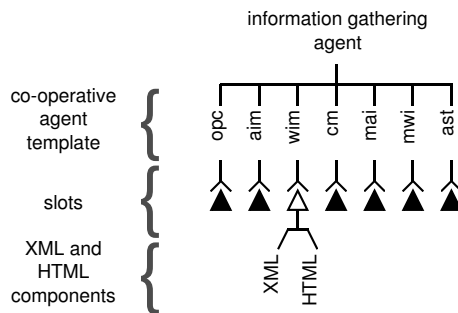 information gathering
agent
co-operative
agent
template
opc
aim
wim
cm
mai
mwi
ast
slots
XML and
HTML
components
XML
HTML